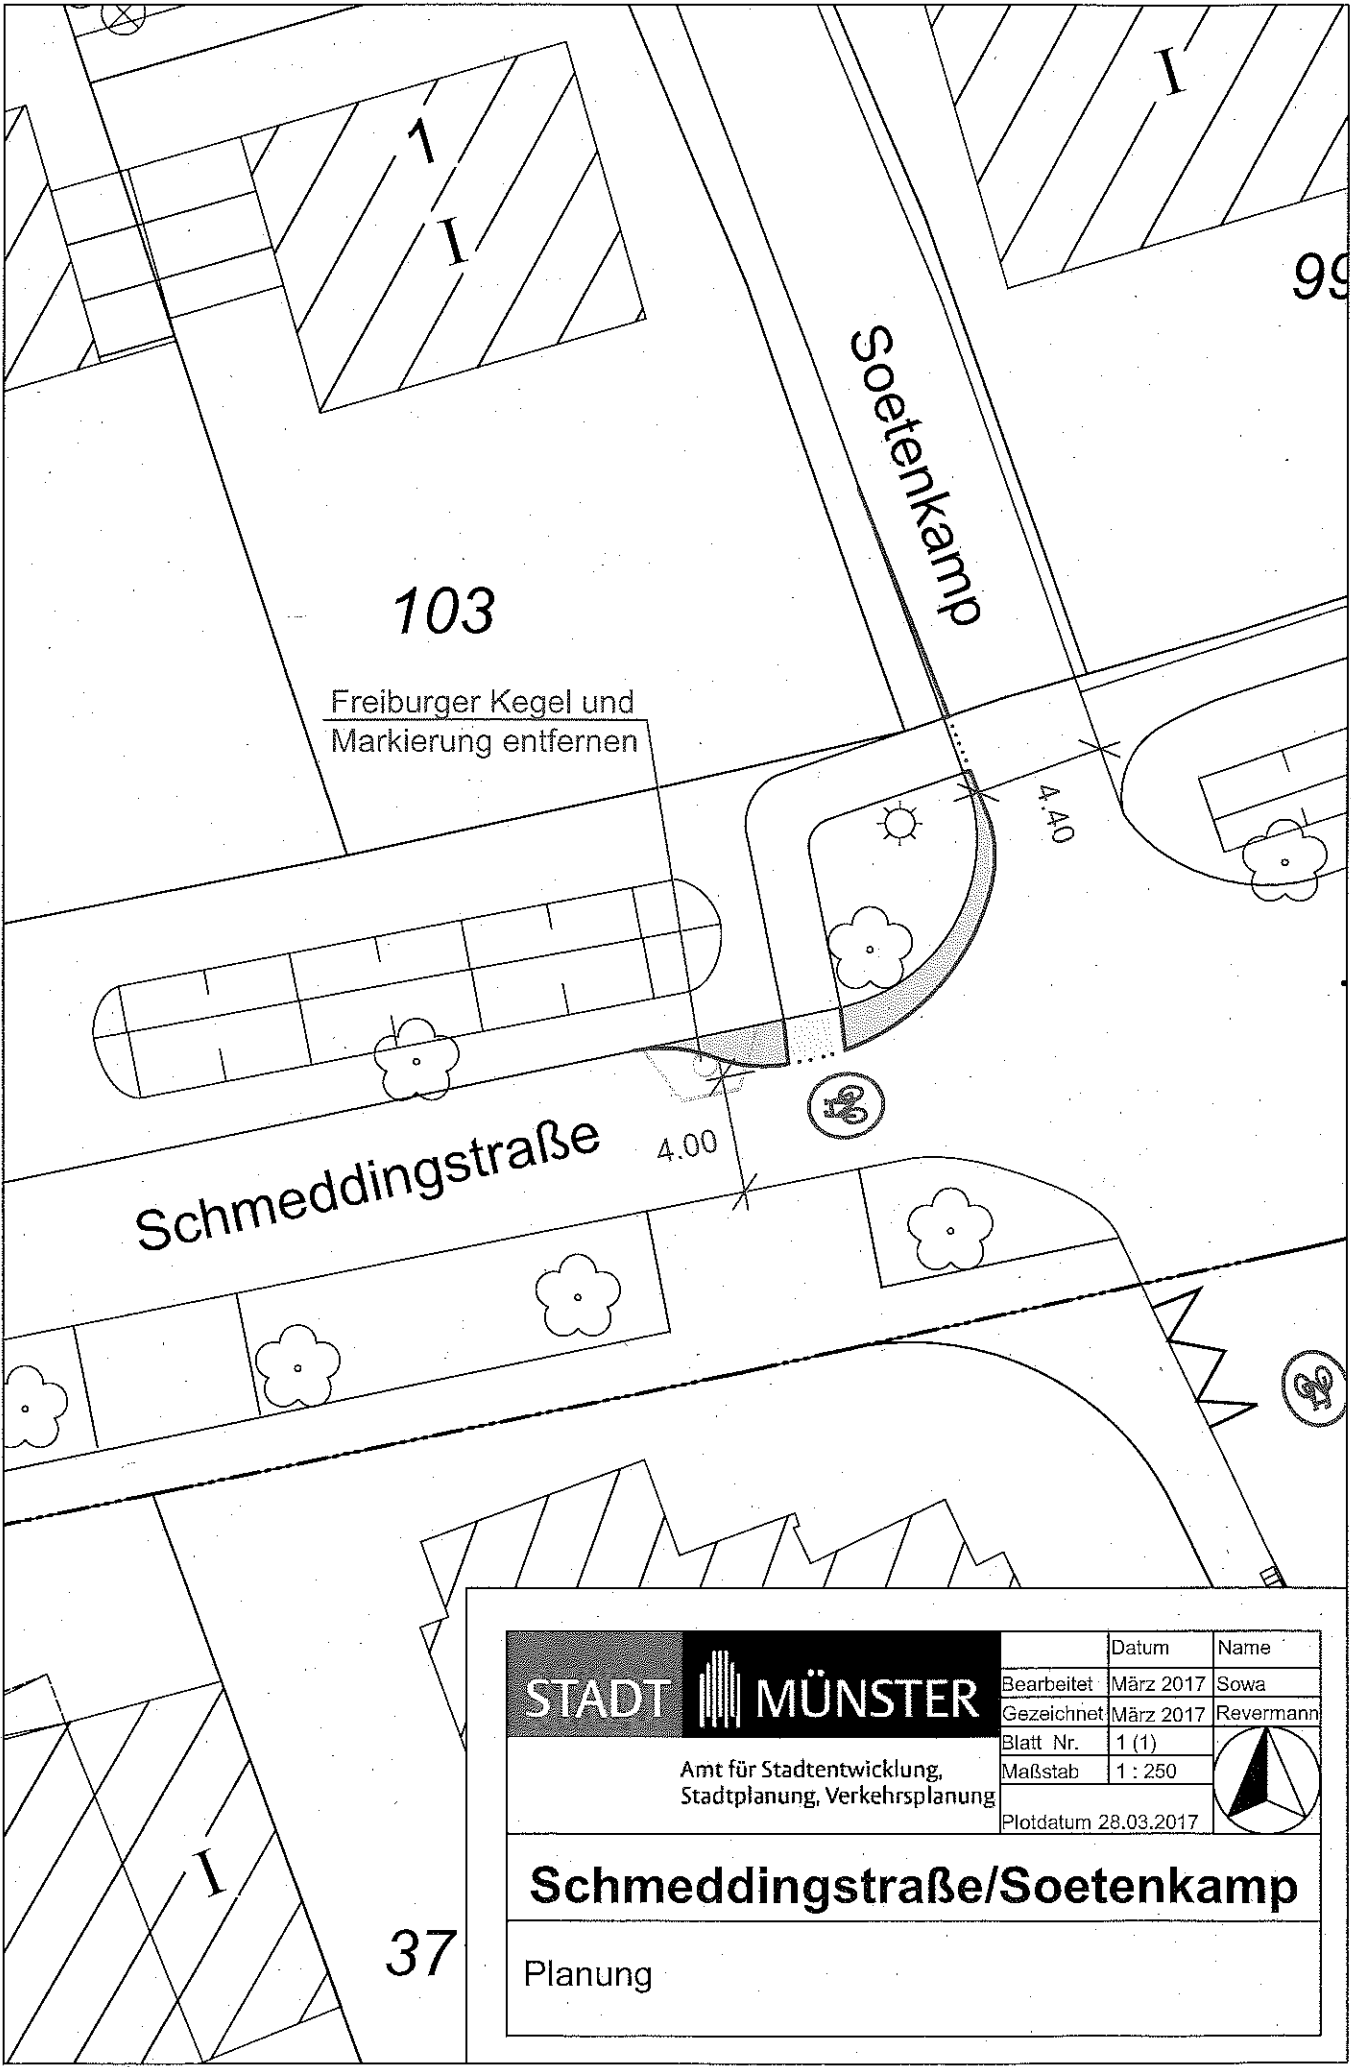 1
I
I
99
Soetenkamp
103
Freiburger Kegel und
Markierung entfernen
4.40
4.00
Schmeddingstraße
I
37
STADT MÜNSTER
Amt für Stadtentwicklung,
Stadtplanung, Verkehrsplanung
Datum Name
Bearbeitet März 2017 Sowa
Gezeichnet März 2017 Revermann
Blatt Nr. 1 (1)
Maßstab 1 : 250
Plotdatum 28.03.2017
Schmeddingstraße/Soetenkamp
Planung